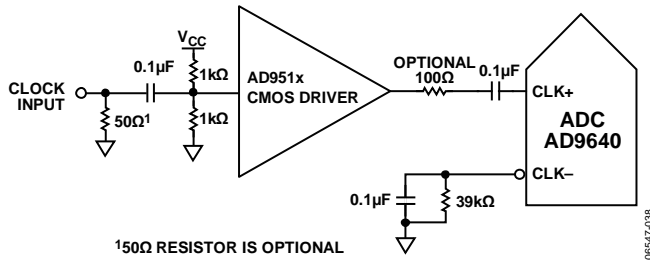 V_CC
OPTIONAL
100Ω
0.1µF
0.1µF
1kΩ
AD951x
CMOS DRIVER
CLOCK
INPUT
CLK+
50Ω¹
1kΩ
ADC
AD9640
CLK–
0.1µF
39kΩ
¹50Ω RESISTOR IS OPTIONAL
06547-038